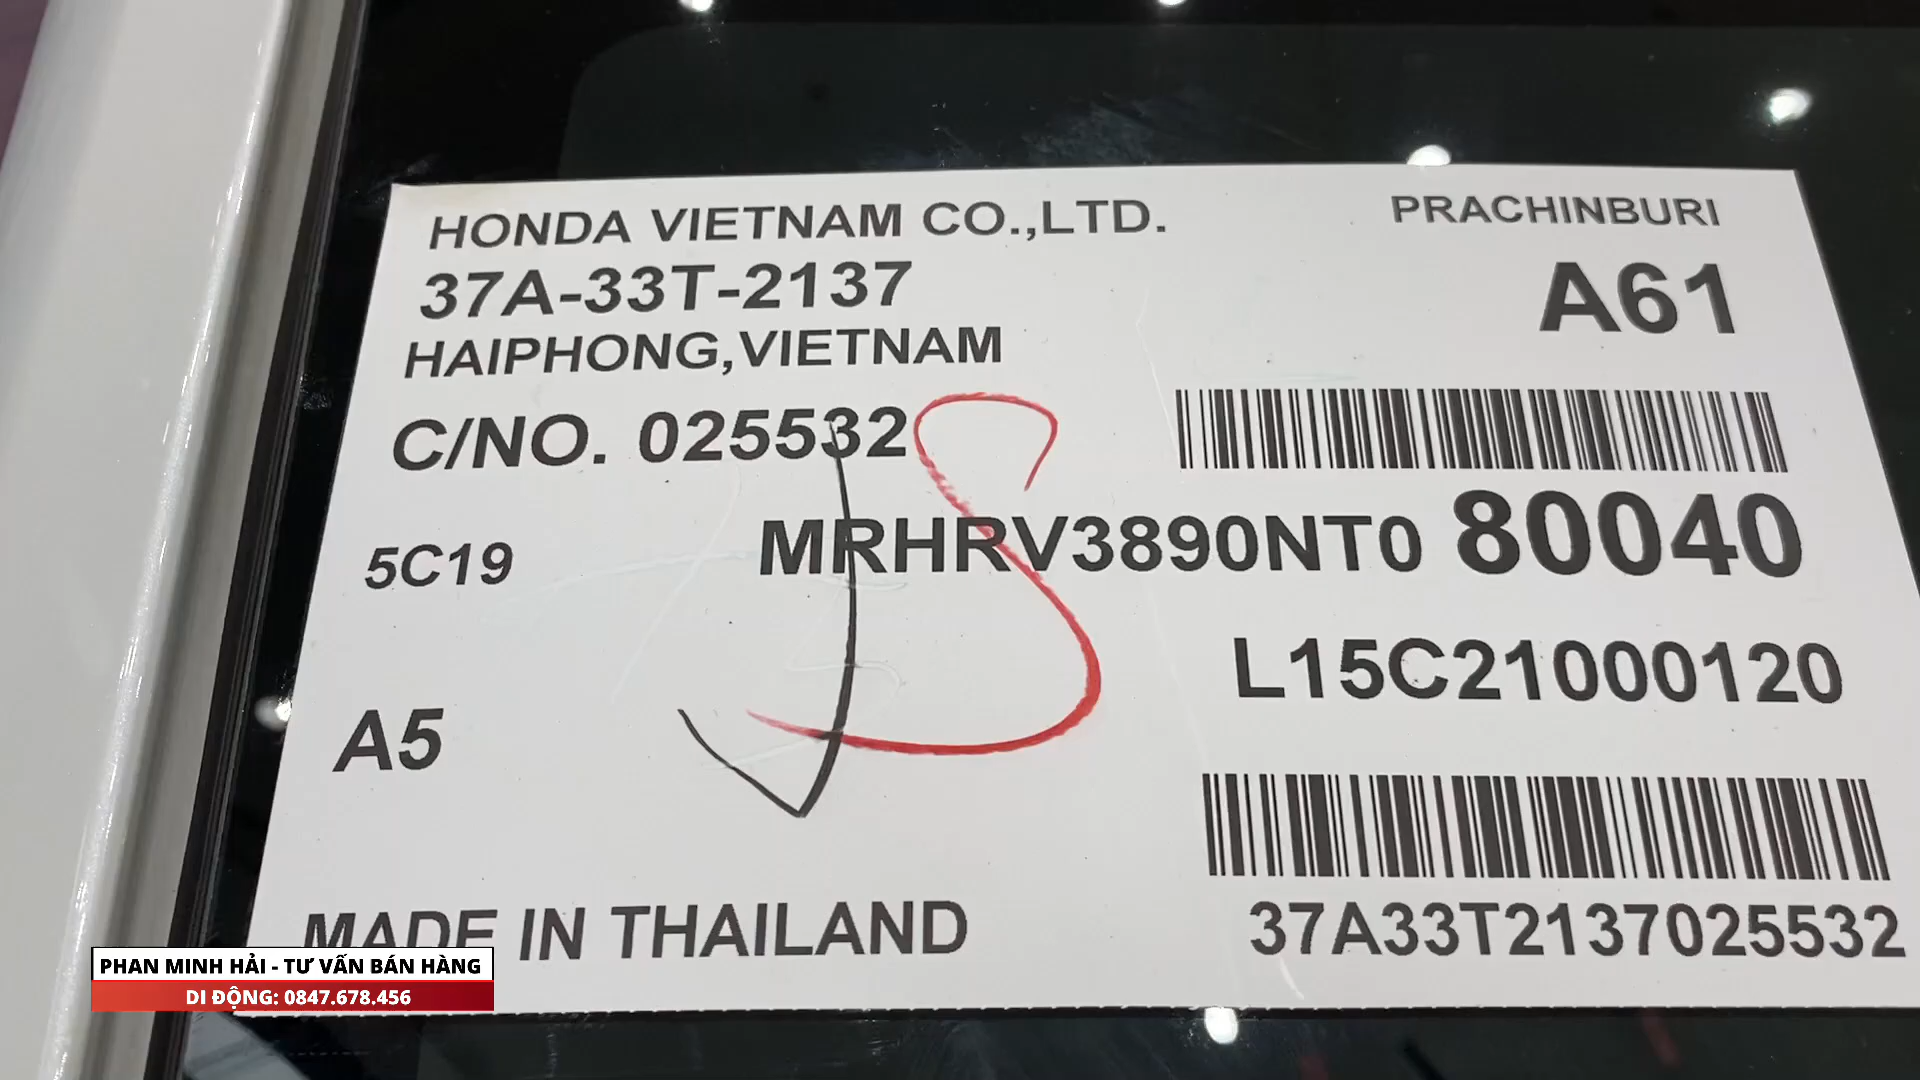 HONDA VIETNAM CO.,LTD.
PRACHINBURI
37A-33T-2137
A61
HAIPHONG,VIETNAM
C/NO. 025532
5C19
MRHRV3890NT0 80040
L15C21000120
A5
MADE IN THAILAND
37A33T2137025532
PHAN MINH HẢI - TƯ VẤN BÁN HÀNG
DI ĐỘNG: 0847.678.456